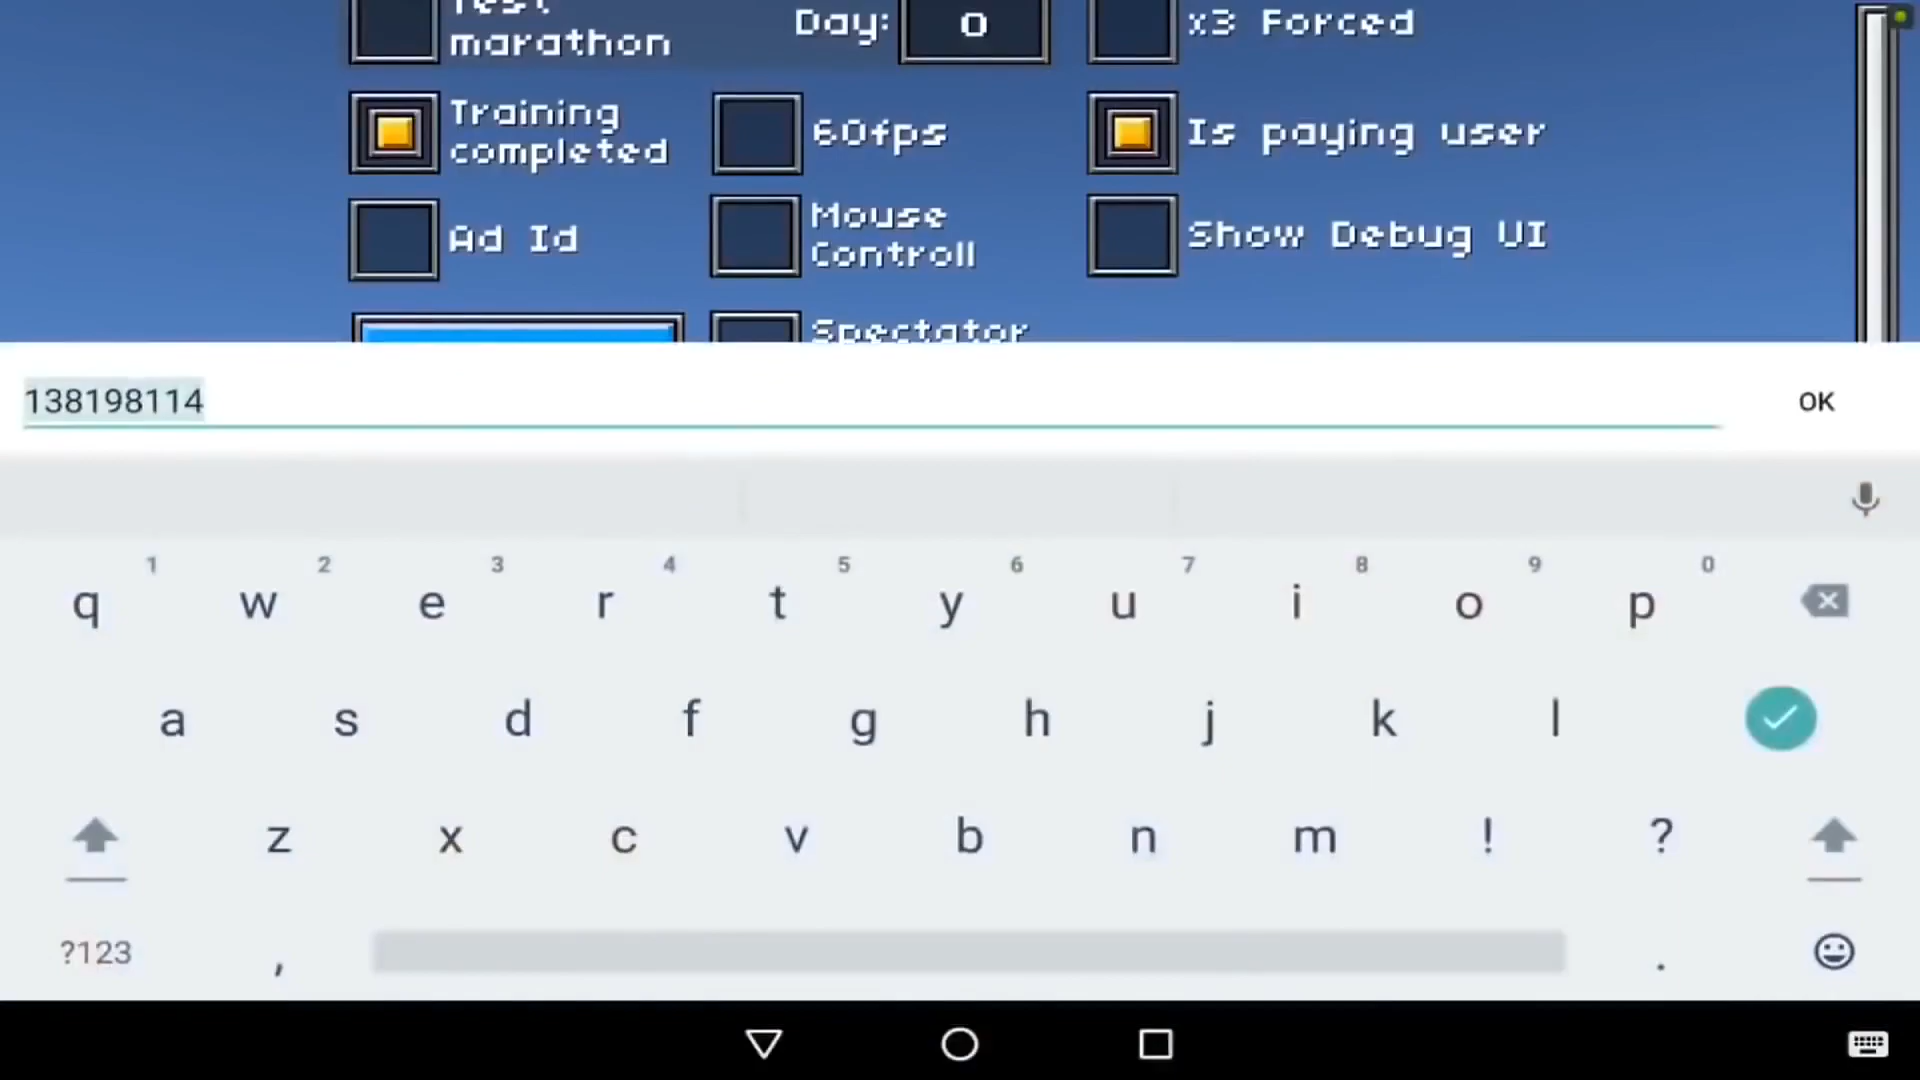 Test
marathon
Day: 0
x3 Forced
Training
completed
60fps
Is paying user
Ad Id
Mouse
Controll
Show Debug UI
Spectator
138198114
OK
1 2 3 4 5 6 7 8 9 0
q w e r t y u i o p
a s d f g h j k l
z x c v b n m ! ?
?123 , .